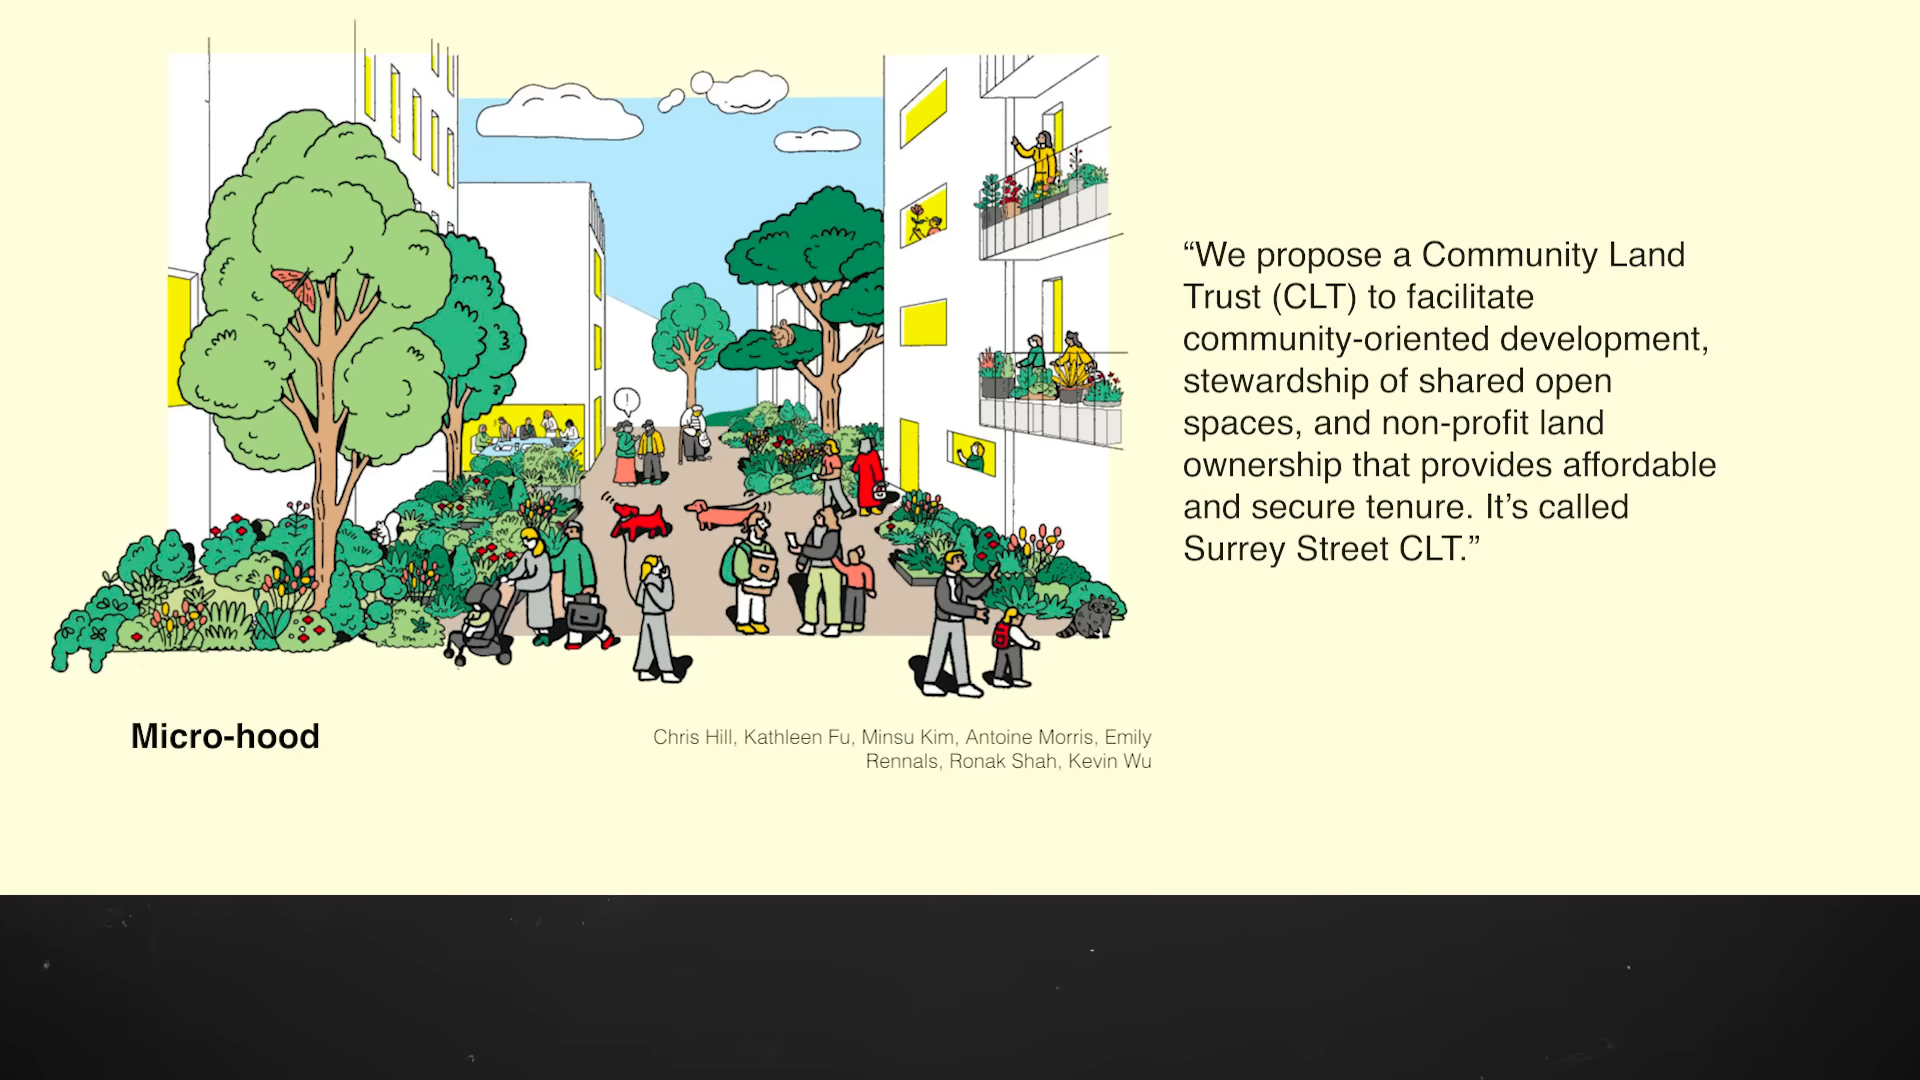 !
“We propose a Community Land
Trust (CLT) to facilitate
community-oriented development,
stewardship of shared open
spaces, and non-profit land
ownership that provides affordable
and secure tenure. It’s called
Surrey Street CLT.”
Micro-hood
Chris Hill, Kathleen Fu, Minsu Kim, Antoine Morris, Emily
Rennals, Ronak Shah, Kevin Wu